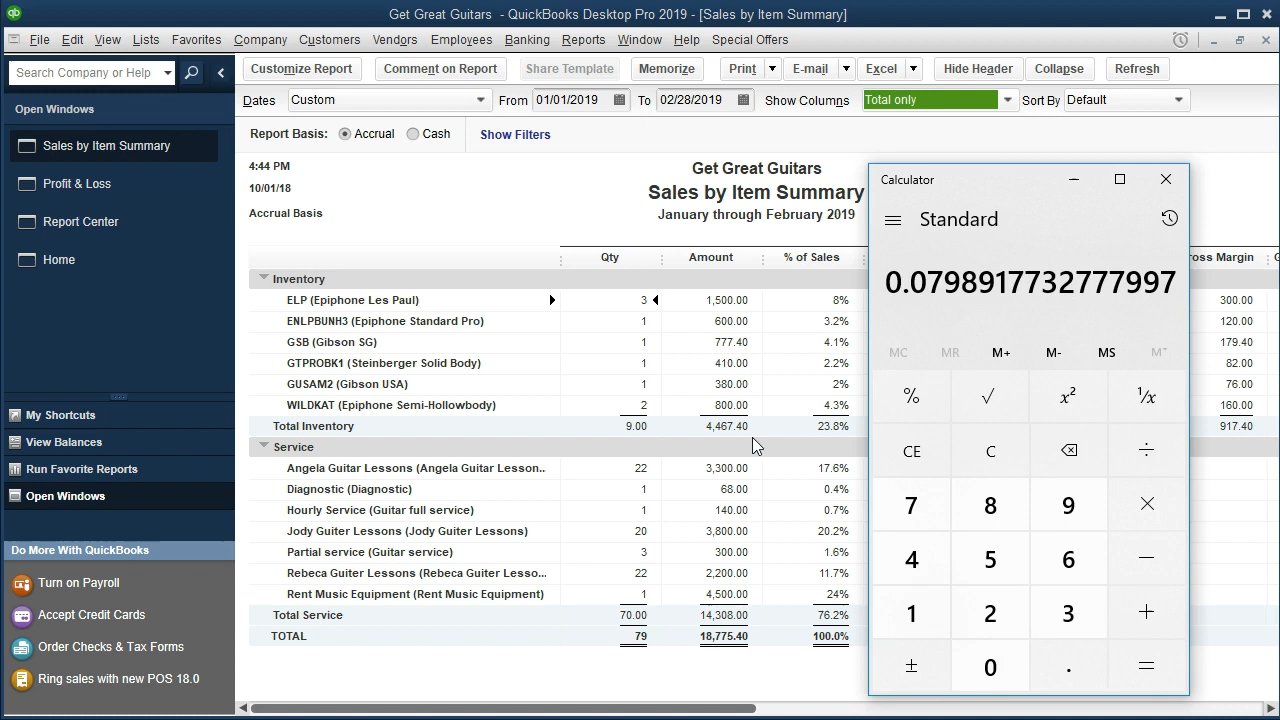 Get Great Guitars - QuickBooks Desktop Pro 2019 - [Sales by Item Summary]
File Edit View Lists Favorites Company Customers Vendors Employees Banking Reports Window Help Special Offers
Search Company or Help
Customize Report Comment on Report Share Template Memorize Print E-mail Excel Hide Header Collapse Refresh
Open Windows
Dates Custom From 01/01/2019 To 02/28/2019 Show Columns Total only Sort By Default
Sales by Item Summary
Profit & Loss
Report Center
Home
My Shortcuts
View Balances
Run Favorite Reports
Open Windows
Do More With QuickBooks
Turn on Payroll
Accept Credit Cards
Order Checks & Tax Forms
Ring sales with new POS 18.0
Report Basis: Accrual Cash Show Filters
4:44 PM
10/01/18
Accrual Basis
Get Great Guitars
Sales by Item Summary
January through February 2019
Qty Amount % of Sales ross Margin
Inventory
ELP (Epiphone Les Paul) 3 1,500.00 8% 300.00
ENLPBUNH3 (Epiphone Standard Pro) 1 600.00 3.2% 120.00
GSB (Gibson SG) 1 777.40 4.1% 179.40
GTPROBK1 (Steinberger Solid Body) 1 410.00 2.2% 82.00
GUSAM2 (Gibson USA) 1 380.00 2% 76.00
WILDKAT (Epiphone Semi-Hollowbody) 2 800.00 4.3% 160.00
Total Inventory 9.00 4,467.40 23.8% 917.40
Service
Angela Guitar Lessons (Angela Guitar Lesson.. 22 3,300.00 17.6%
Diagnostic (Diagnostic) 1 68.00 0.4%
Hourly Service (Guitar full service) 1 140.00 0.7%
Jody Guiter Lessons (Jody Guiter Lessons) 20 3,800.00 20.2%
Partial service (Guitar service) 3 300.00 1.6%
Rebeca Guiter Lessons (Rebeca Guiter Lesso... 22 2,200.00 11.7%
Rent Music Equipment (Rent Music Equipment) 1 4,500.00 24%
Total Service 70.00 14,308.00 76.2%
TOTAL 79 18,775.40 100.0%
Calculator
Standard
0.0798917732777997
MC MR M+ M- MS M
% √ x² ¹/x
CE C ÷
7 8 9 ×
4 5 6 −
1 2 3 +
± 0 . =